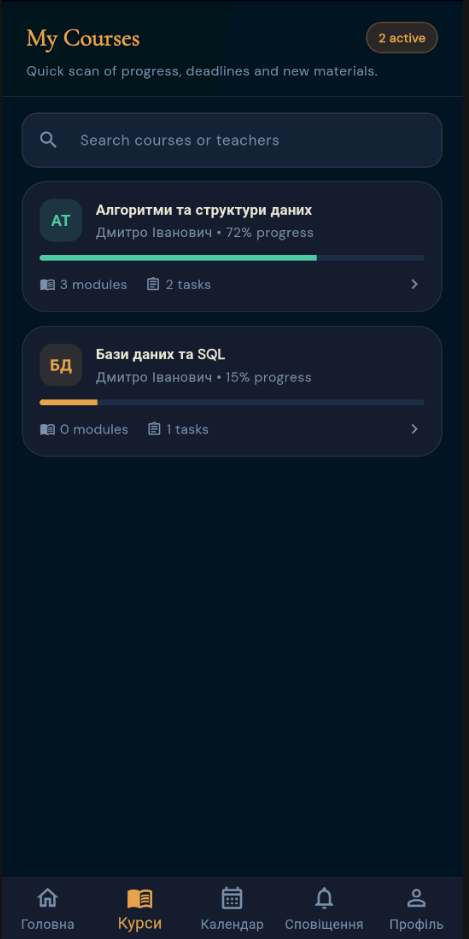 My Courses
2 active
Quick scan of progress, deadlines and new materials.
Search courses or teachers
АТ
Алгоритми та структури даних
Дмитро Іванович • 72% progress
3 modules
2 tasks
БД
Бази даних та SQL
Дмитро Іванович • 15% progress
0 modules
1 tasks
Головна
Курси
Календар
Сповіщення
Профіль